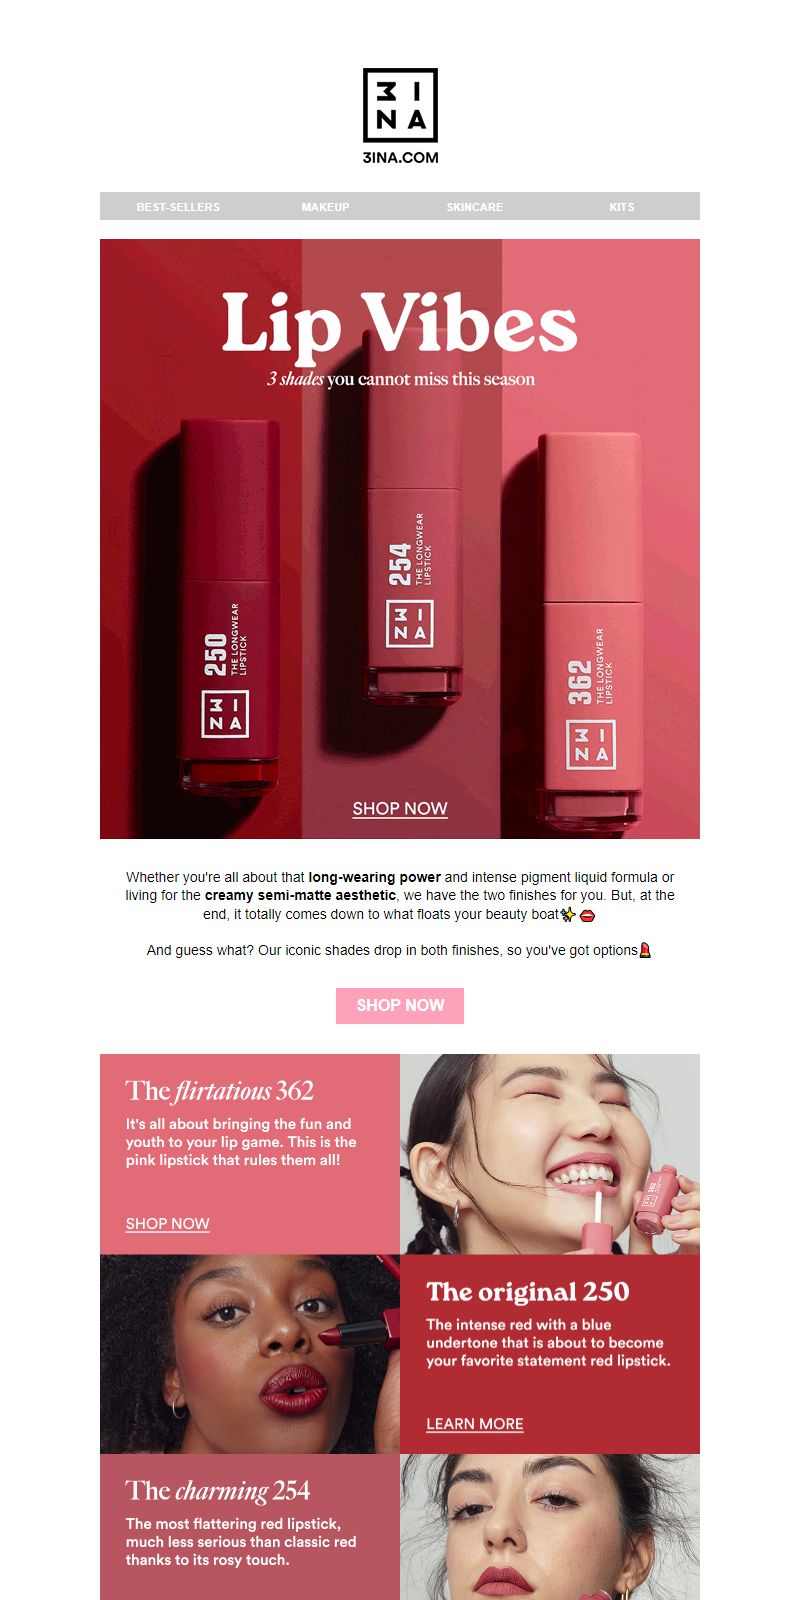 3 I
N A
3INA.COM
BEST-SELLERS MAKEUP SKINCARE KITS
Lip Vibes
3 shades you cannot miss this season
250
THE LONGWEAR
LIPSTICK
3 I
N A
254
THE LONGWEAR
LIPSTICK
3 I
N A
362
THE LONGWEAR
LIPSTICK
3 I
N A
SHOP NOW
Whether you're all about that long-wearing power and intense pigment liquid formula or
living for the creamy semi-matte aesthetic, we have the two finishes for you. But, at the
end, it totally comes down to what floats your beauty boat✨💋
And guess what? Our iconic shades drop in both finishes, so you've got options💄
SHOP NOW
The flirtatious 362
It's all about bringing the fun and
youth to your lip game. This is the
pink lipstick that rules them all!
SHOP NOW
362
3 I
N A
The original 250
The intense red with a blue
undertone that is about to become
your favorite statement red lipstick.
LEARN MORE
The charming 254
The most flattering red lipstick,
much less serious than classic red
thanks to its rosy touch.